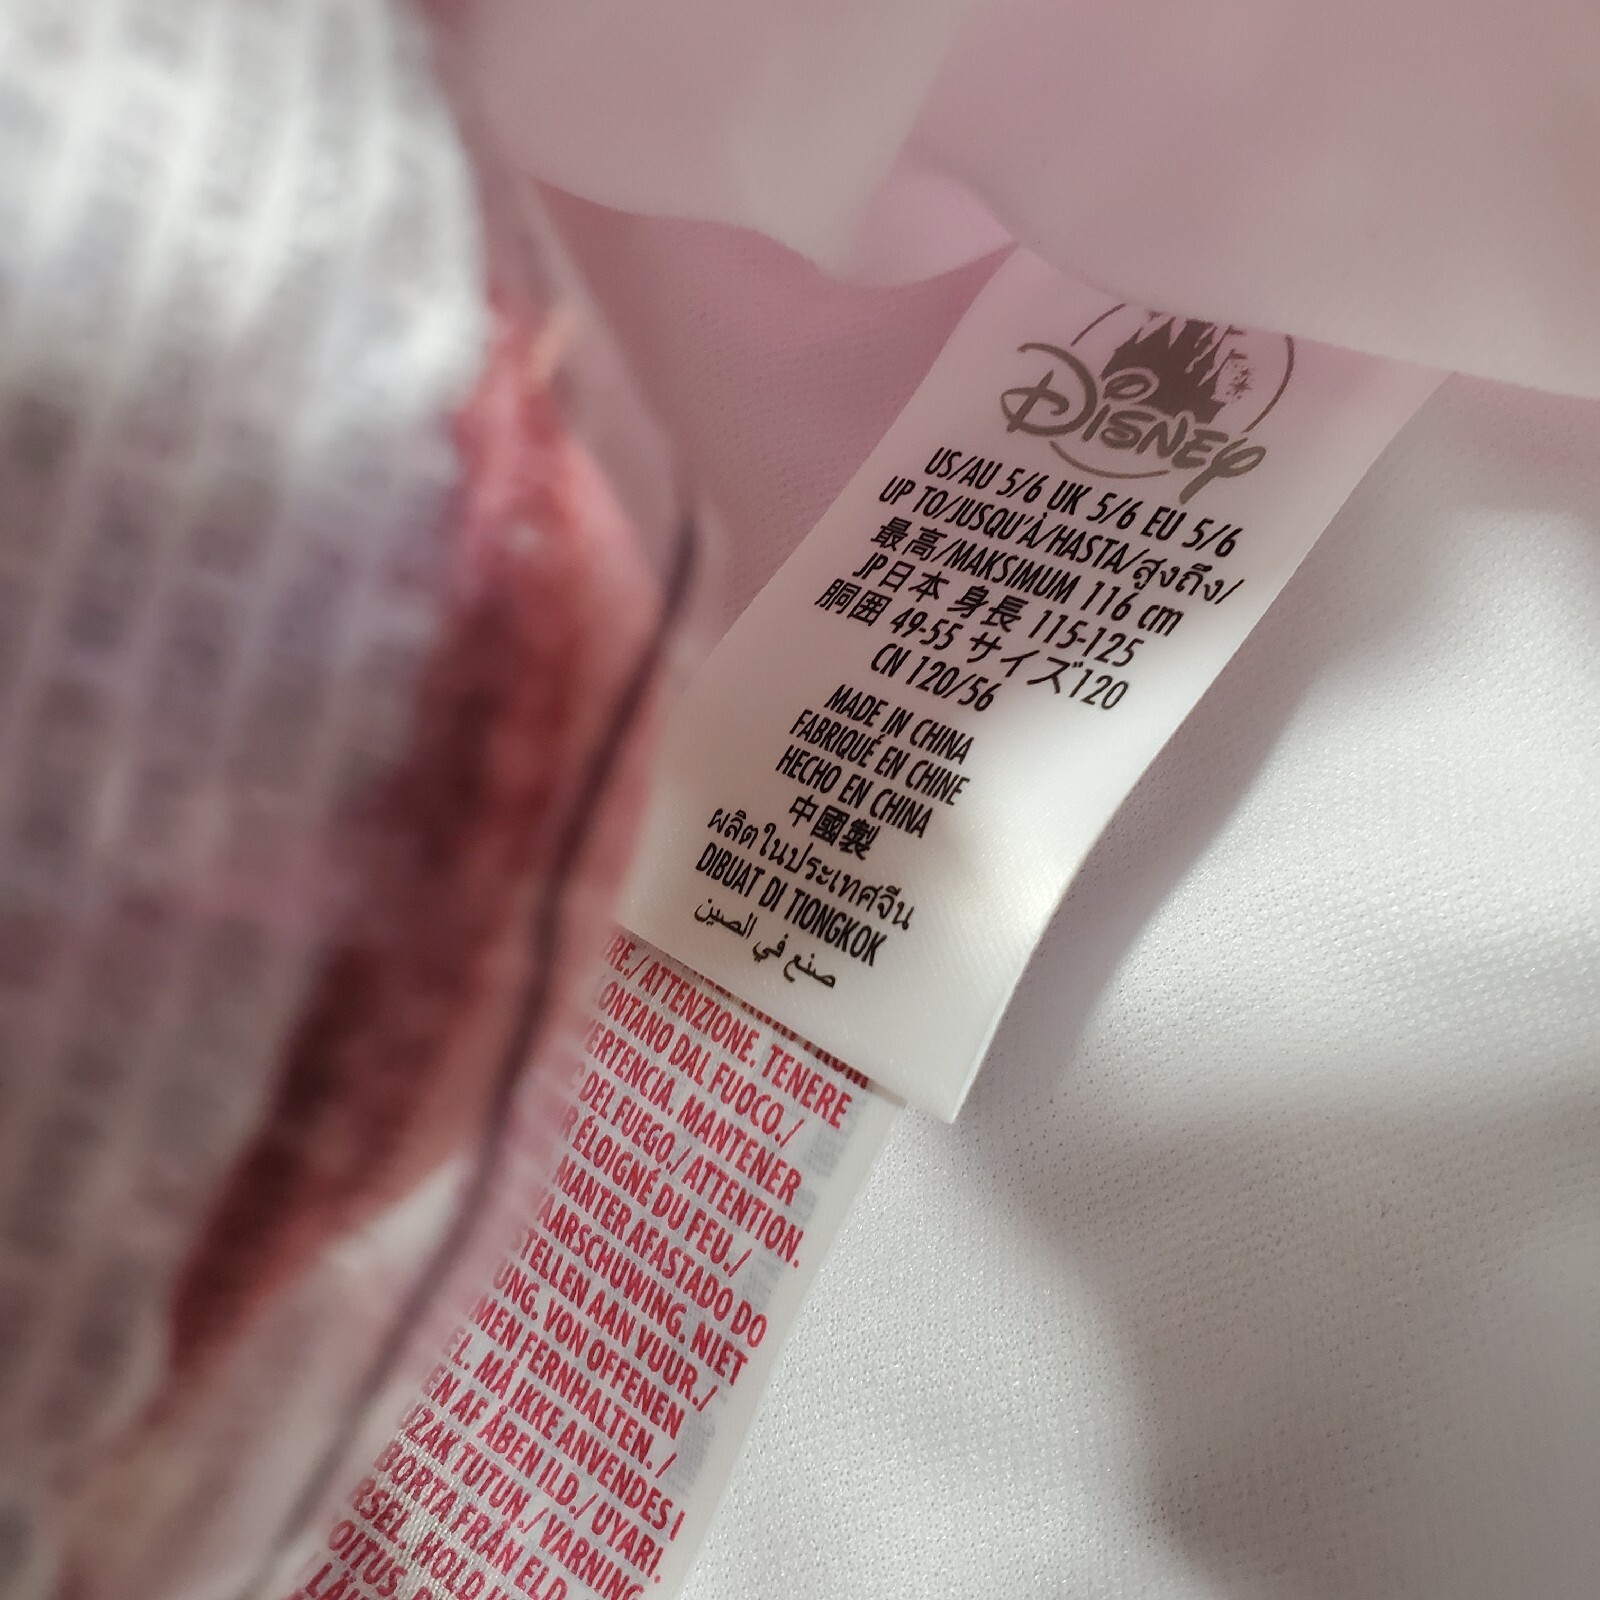 DISNEY
US/AU 5/6 UK 5/6 EU 5/6
UP TO/JUSQU'À/HASTA/สูงถึง/
最高/MAKSIMUM 116 cm
JP日本 身長 115-125
胴囲 49-55 サイズ120
CN 120/56
MADE IN CHINA
FABRIQUÉ EN CHINE
HECHO EN CHINA
中國製
ผลิตในประเทศจีน
DIBUAT DI TIONGKOK
صنع في الصين
ATTENZIONE. TENERE
DAL FUOCO./
MANTENER
DEL FUEGO./ATTENTION.
ÉLOIGNÉ DU FEU./
MANTER AFASTADO DO
NIET
AAN VUUR./
VON OFFENEN
FERNHALTEN. /
MÅ IKKE ANVENDES I
AF ÅBEN ILD./ UYARI.
TUTUN./VARNING
FRÅN ELD
HOLD